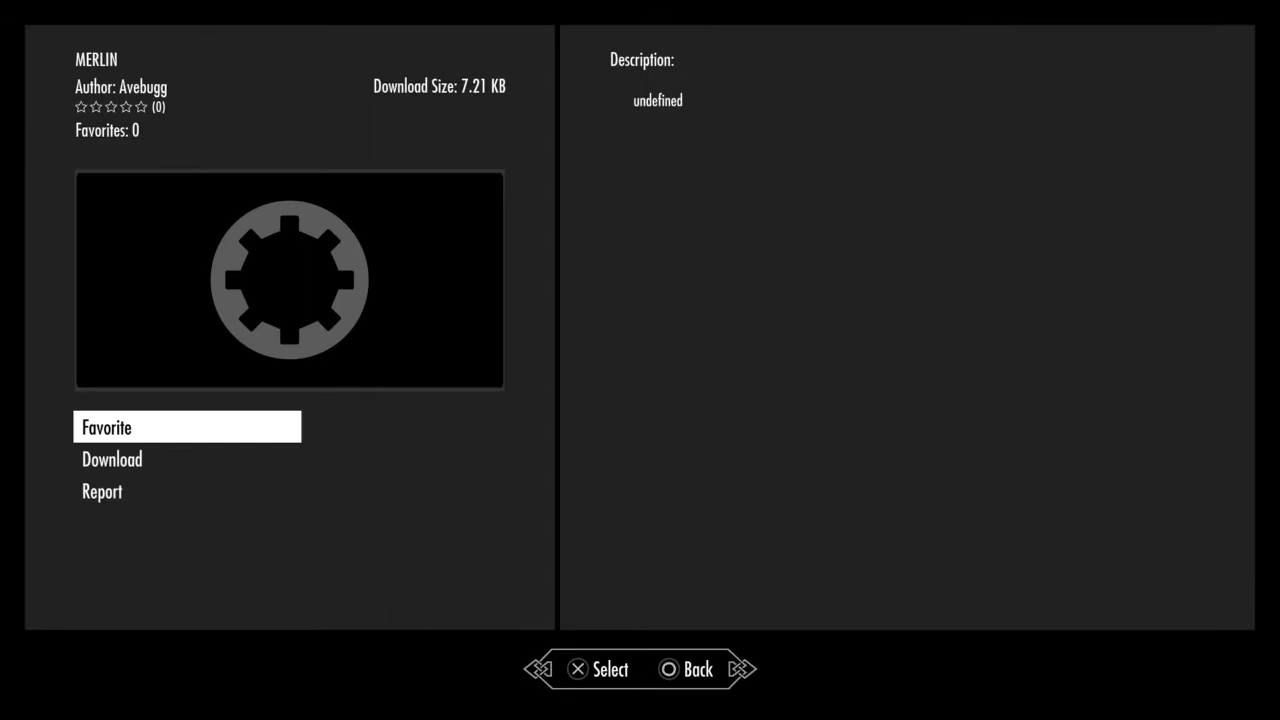 MERLIN
Author: Avebugg
Download Size: 7.21 KB
(0)
Favorites: 0
Favorite
Download
Report
Description:
undefined
Select
Back